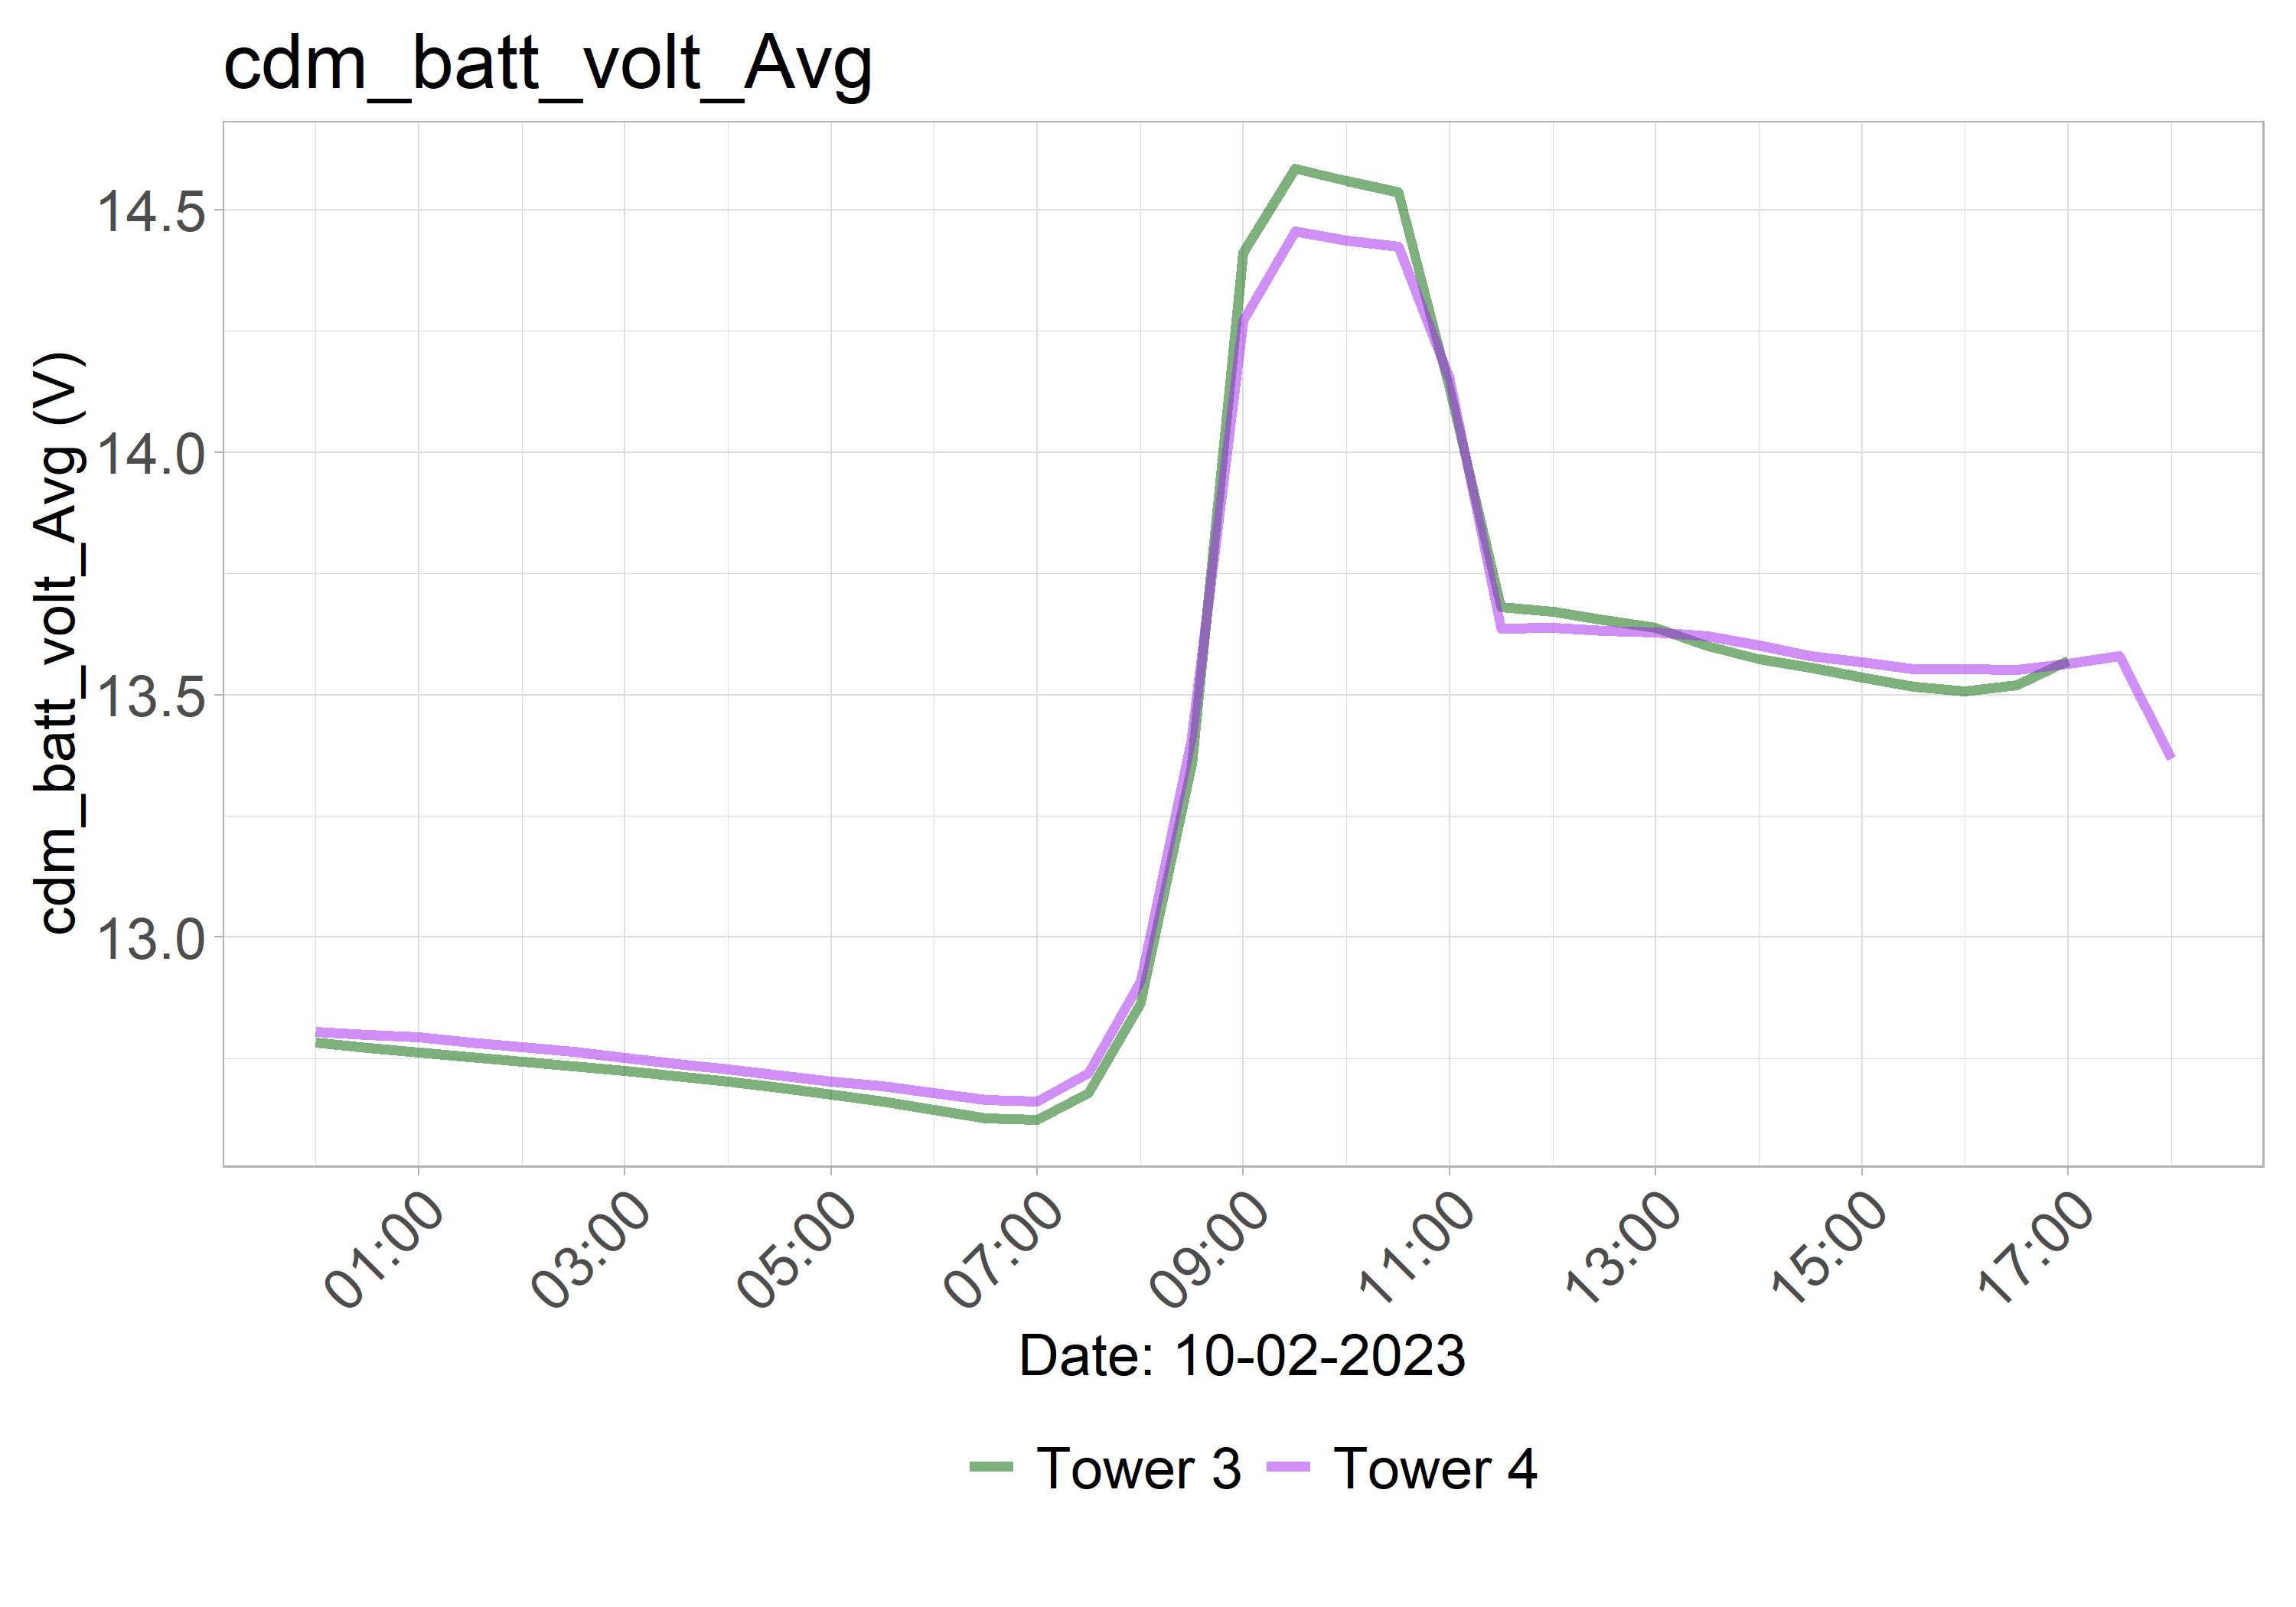 cdm_batt_volt_Avg
cdm_batt_volt_Avg (V)
14.5
14.0
13.5
13.0
01:00
03:00
05:00
07:00
09:00
11:00
13:00
15:00
17:00
Date: 10-02-2023
Tower 3
Tower 4